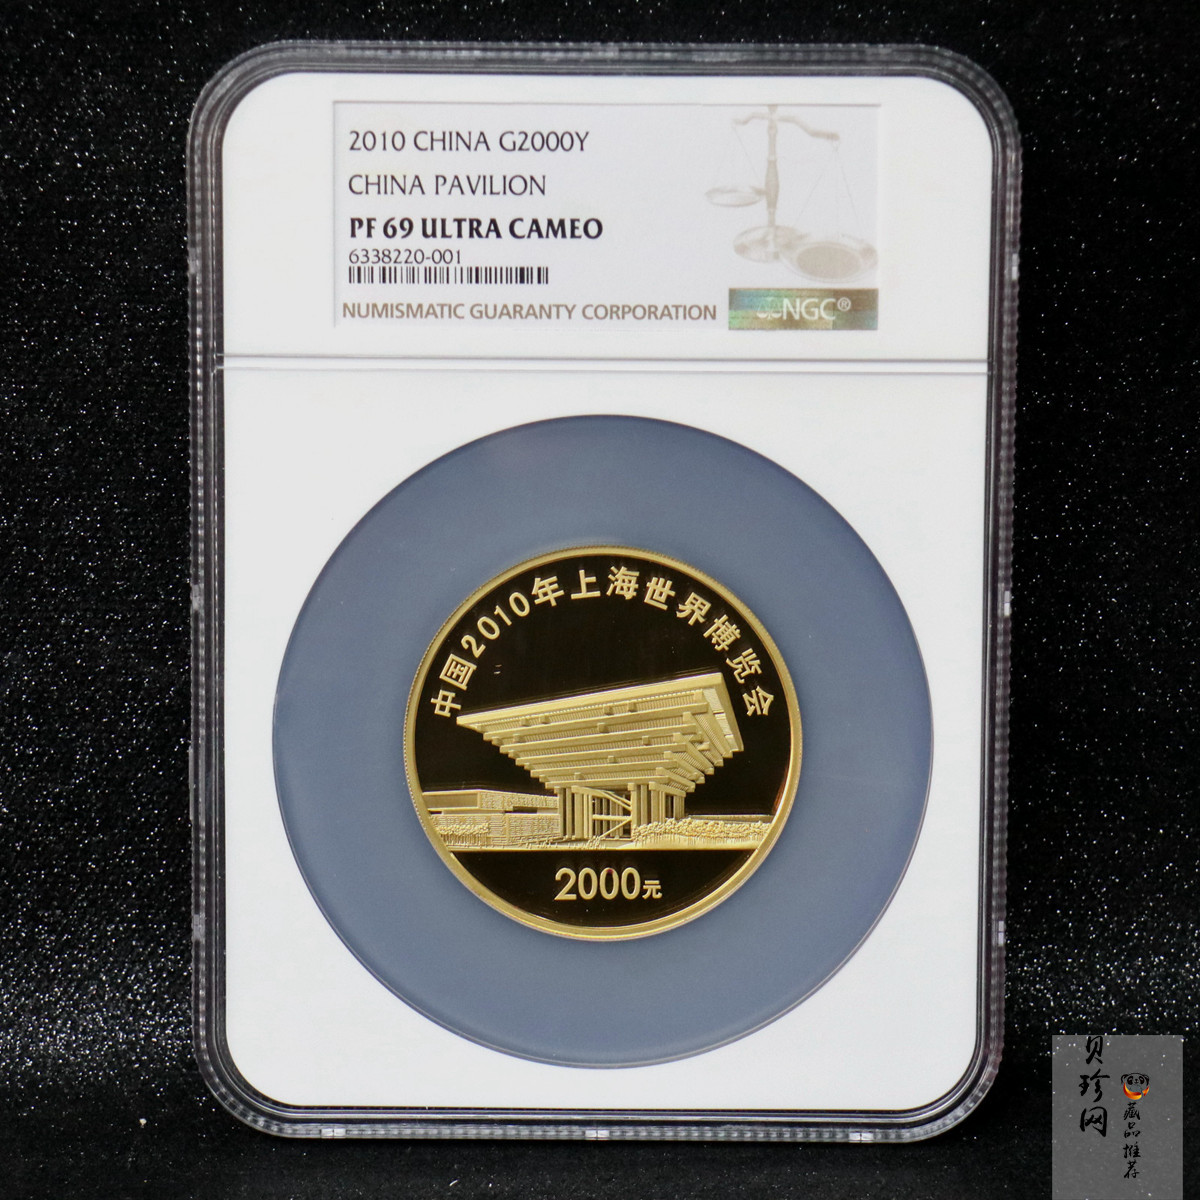 2010 CHINA G2000Y
CHINA PAVILION
PF 69 ULTRA CAMEO
6338220-001
NUMISMATIC GUARANTY CORPORATION
NGC®
中国2010年上海世界博览会
2000元
贝珍网
藏品推荐